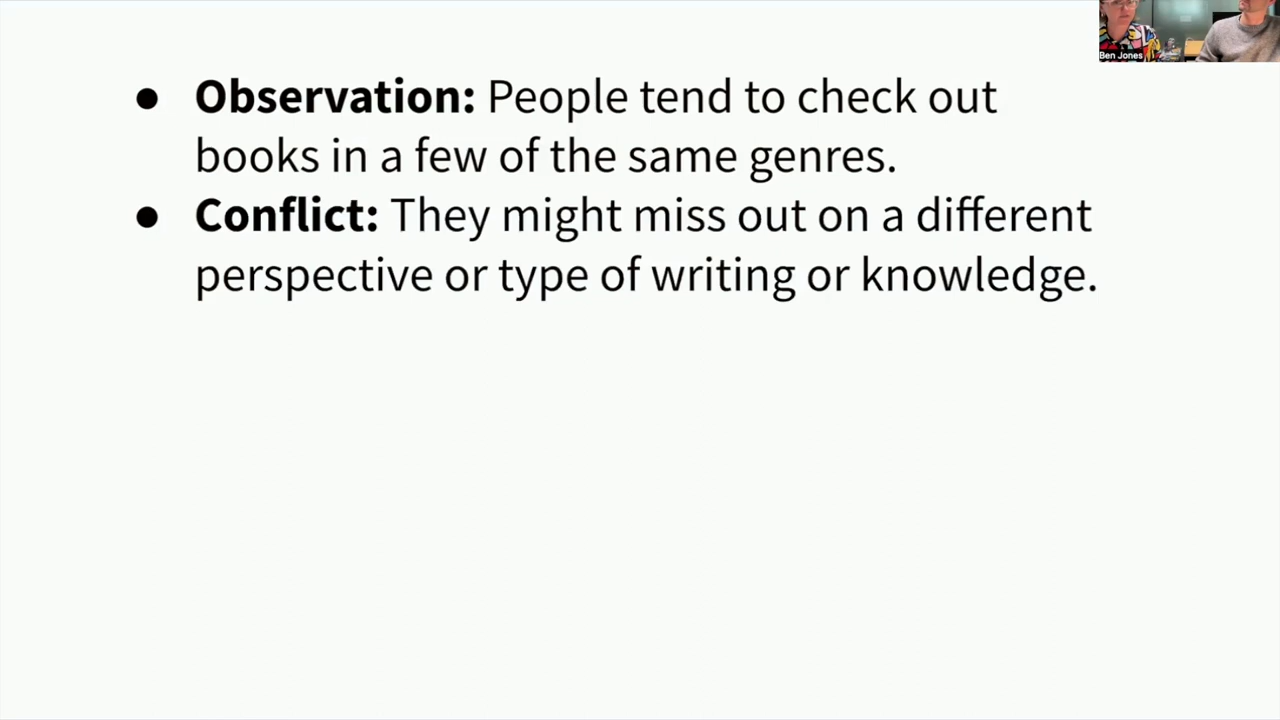 Ben Jones
● Observation: People tend to check out
books in a few of the same genres.
● Conflict: They might miss out on a different
perspective or type of writing or knowledge.